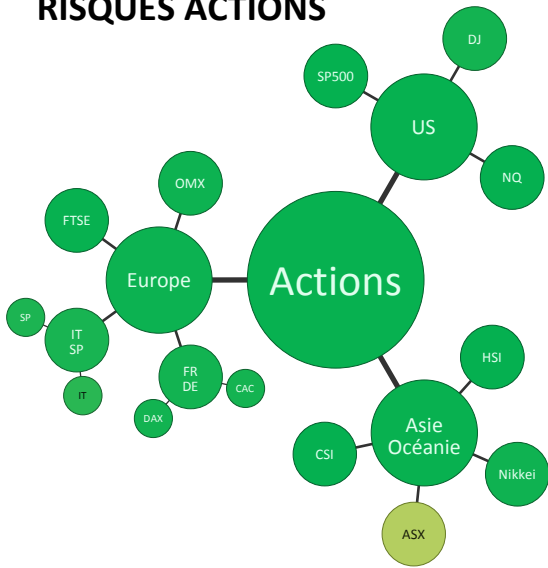 RISQUES ACTIONS
DJ
SP500
US
NQ
OMX
FTSE
Europe
Actions
SP
IT
SP
IT
FR
DE
CAC
DAX
HSI
Asie
Océanie
CSI
Nikkei
ASX